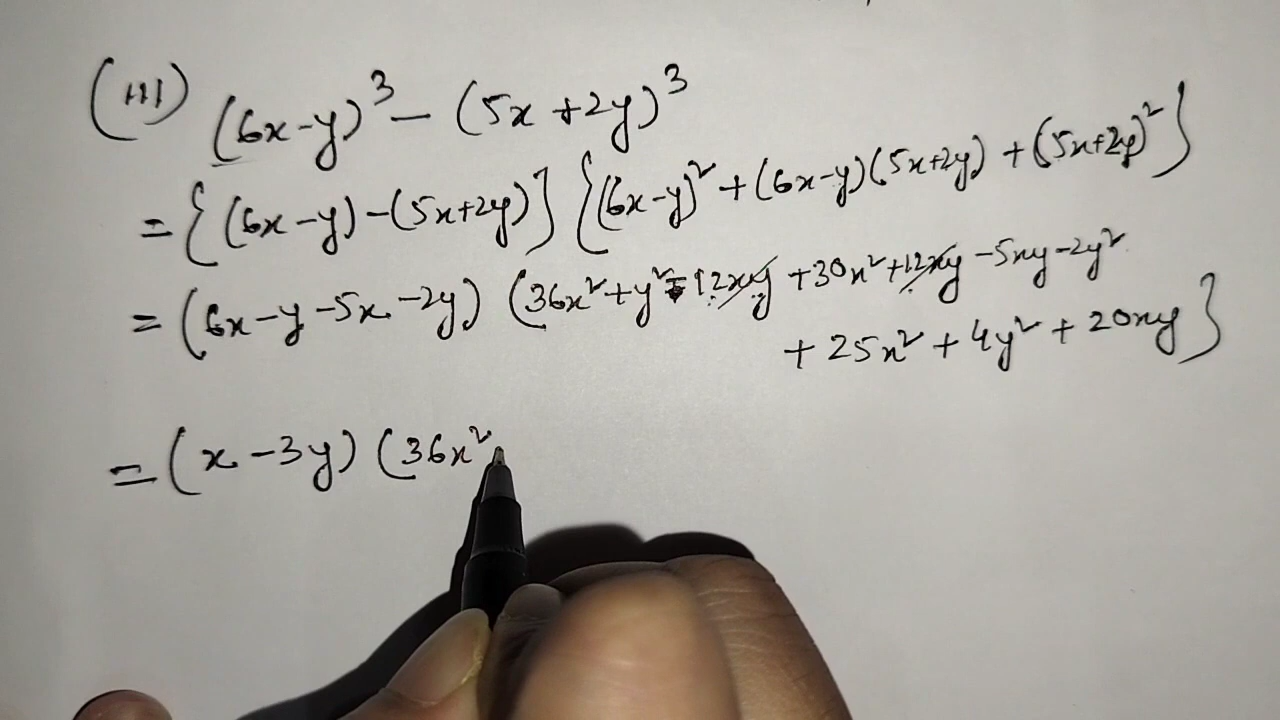 (III) (6x-y)³ - (5x+2y)³
= {(6x-y)-(5x+2y)] {(6x-y)² + (6x-y)(5x+2y) + (5x+2y)²}
= (6x-y-5x-2y) (36x²+y²-12xy +30x²+12xy -5xy-2y²
+ 25x² + 4y² + 20xy}
= (x-3y) (36x²